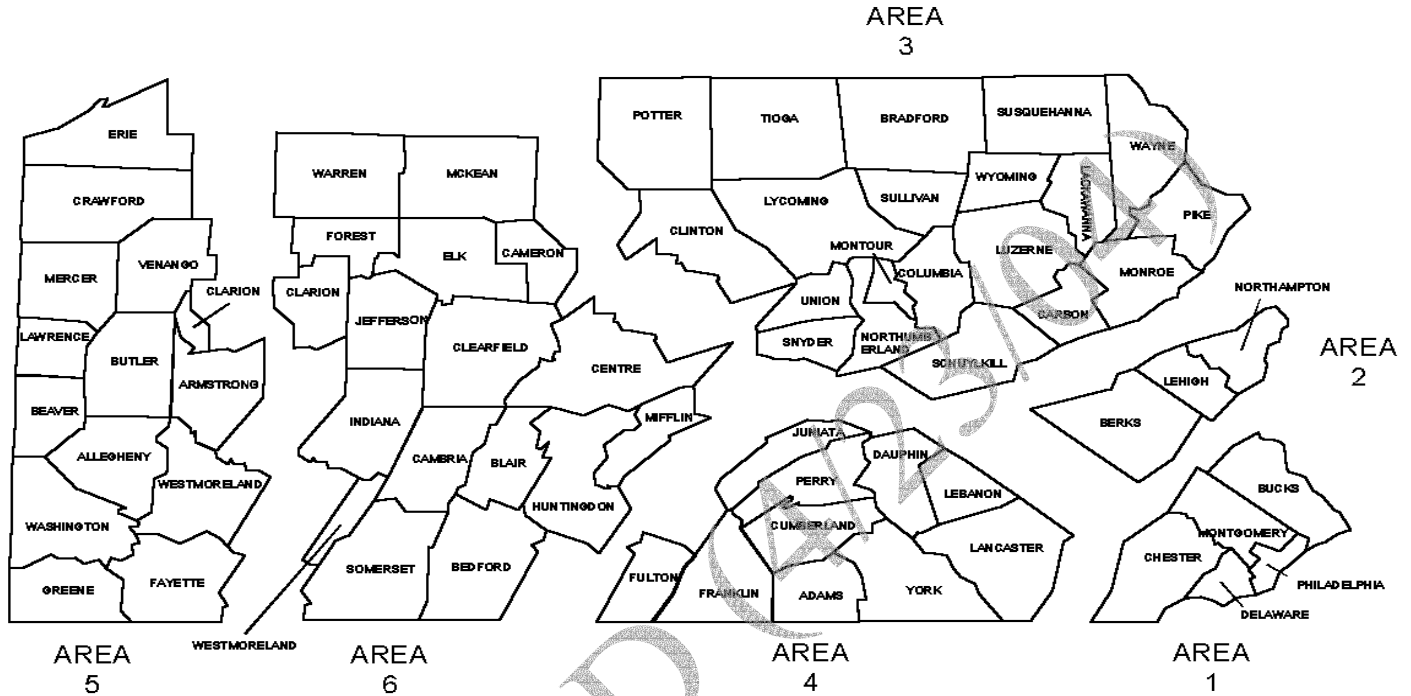 AREA
3
POTTER
TIOGA
BRADFORD
SUSQUEHANNA
WAYNE
WYOMING
LACKAWANNA
PIKE
LYCOMING
SULLIVAN
CLINTON
MONTOUR
COLUMBIA
LUZERNE
MONROE
UNION
CARBON
SNYDER
NORTHUMB
ERLAND
SCHUYLKILL
ERIE
CRAWFORD
MERCER
VENANGO
CLARION
LAWRENCE
BUTLER
ARMSTRONG
BEAVER
ALLEGHENY
WESTMORELAND
WASHINGTON
GREENE
FAYETTE
AREA
5
WARREN
MCKEAN
FOREST
ELK
CAMERON
CLARION
JEFFERSON
CLEARFIELD
CENTRE
INDIANA
MIFFLIN
CAMBRIA
BLAIR
HUNTINGDON
SOMERSET
BEDFORD
WESTMORELAND
AREA
6
JUNIATA
DAUPHIN
PERRY
LEBANON
CUMBERLAND
LANCASTER
FULTON
FRANKLIN
ADAMS
YORK
AREA
4
NORTHAMPTON
AREA
2
LEHIGH
BERKS
BUCKS
MONTGOMERY
CHESTER
PHILADELPHIA
DELAWARE
AREA
1
D (4/23/04)